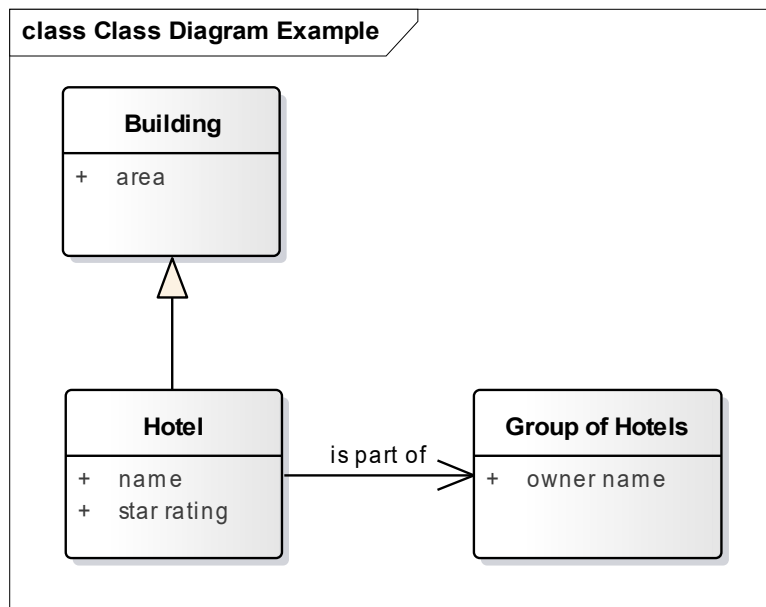 class Class Diagram Example
Building
+ area
Hotel
+ name
+ star rating
is part of
Group of Hotels
+ owner name